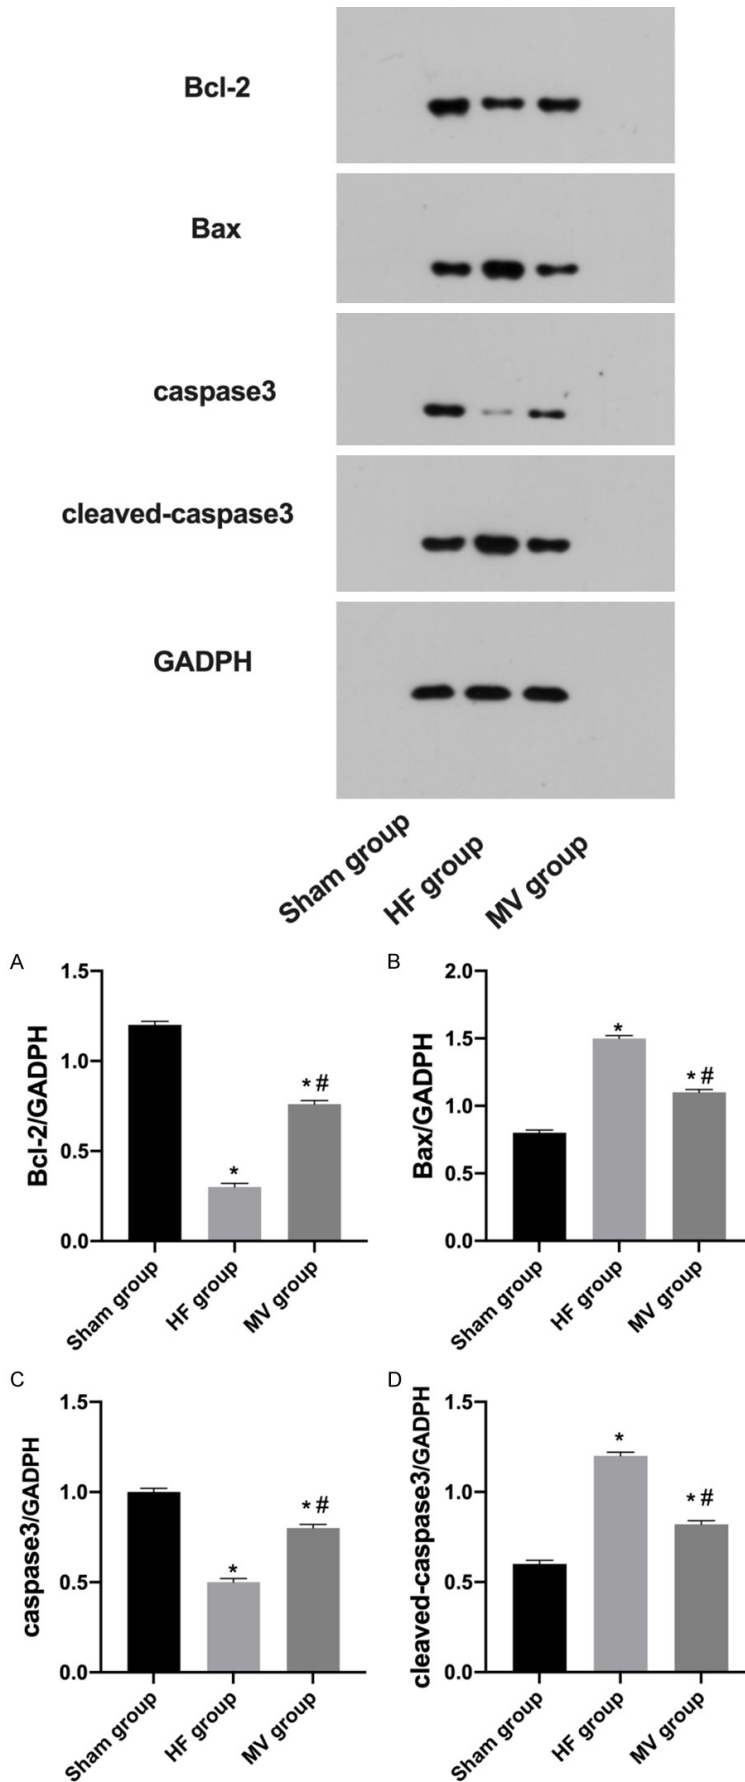 Bcl-2
Bax
caspase3
cleaved-caspase3
GADPH
Sham group
HF group
MV group
A
1.5
1.0
0.5
0.0
Bcl-2/GADPH
*
* #
Sham group
HF group
MV group
B
2.0
1.5
1.0
0.5
0.0
Bax/GADPH
*
* #
Sham group
HF group
MV group
C
1.5
1.0
0.5
0.0
caspase3/GADPH
*
* #
Sham group
HF group
MV group
D
1.5
1.0
0.5
0.0
cleaved-caspase3/GADPH
*
* #
Sham group
HF group
MV group